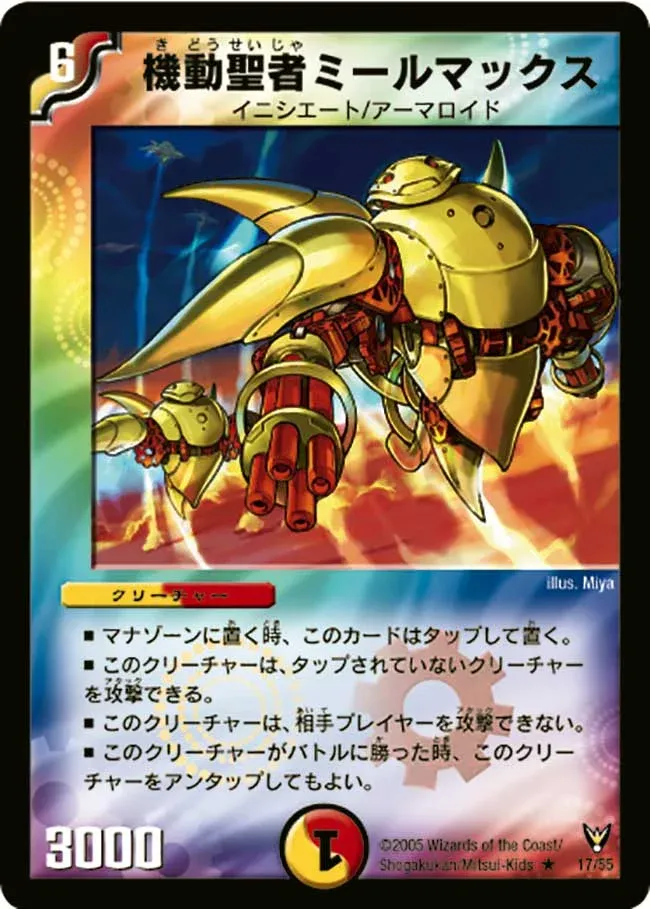 6
きどうせいじゃ
機動聖者ミールマックス
イニシエート/アーマロイド
illus. Miya
クリーチャー
■ マナゾーンに置く時、このカードはタップして置く。
■ このクリーチャーは、タップされていないクリーチャー
を攻撃できる。
■ このクリーチャーは、相手プレイヤーを攻撃できない。
■ このクリーチャーがバトルに勝った時、このクリー
チャーをアンタップしてもよい。
3000
1
©2005 Wizards of the Coast/
Shogakukan/Mitsui-Kids ★ 17/55